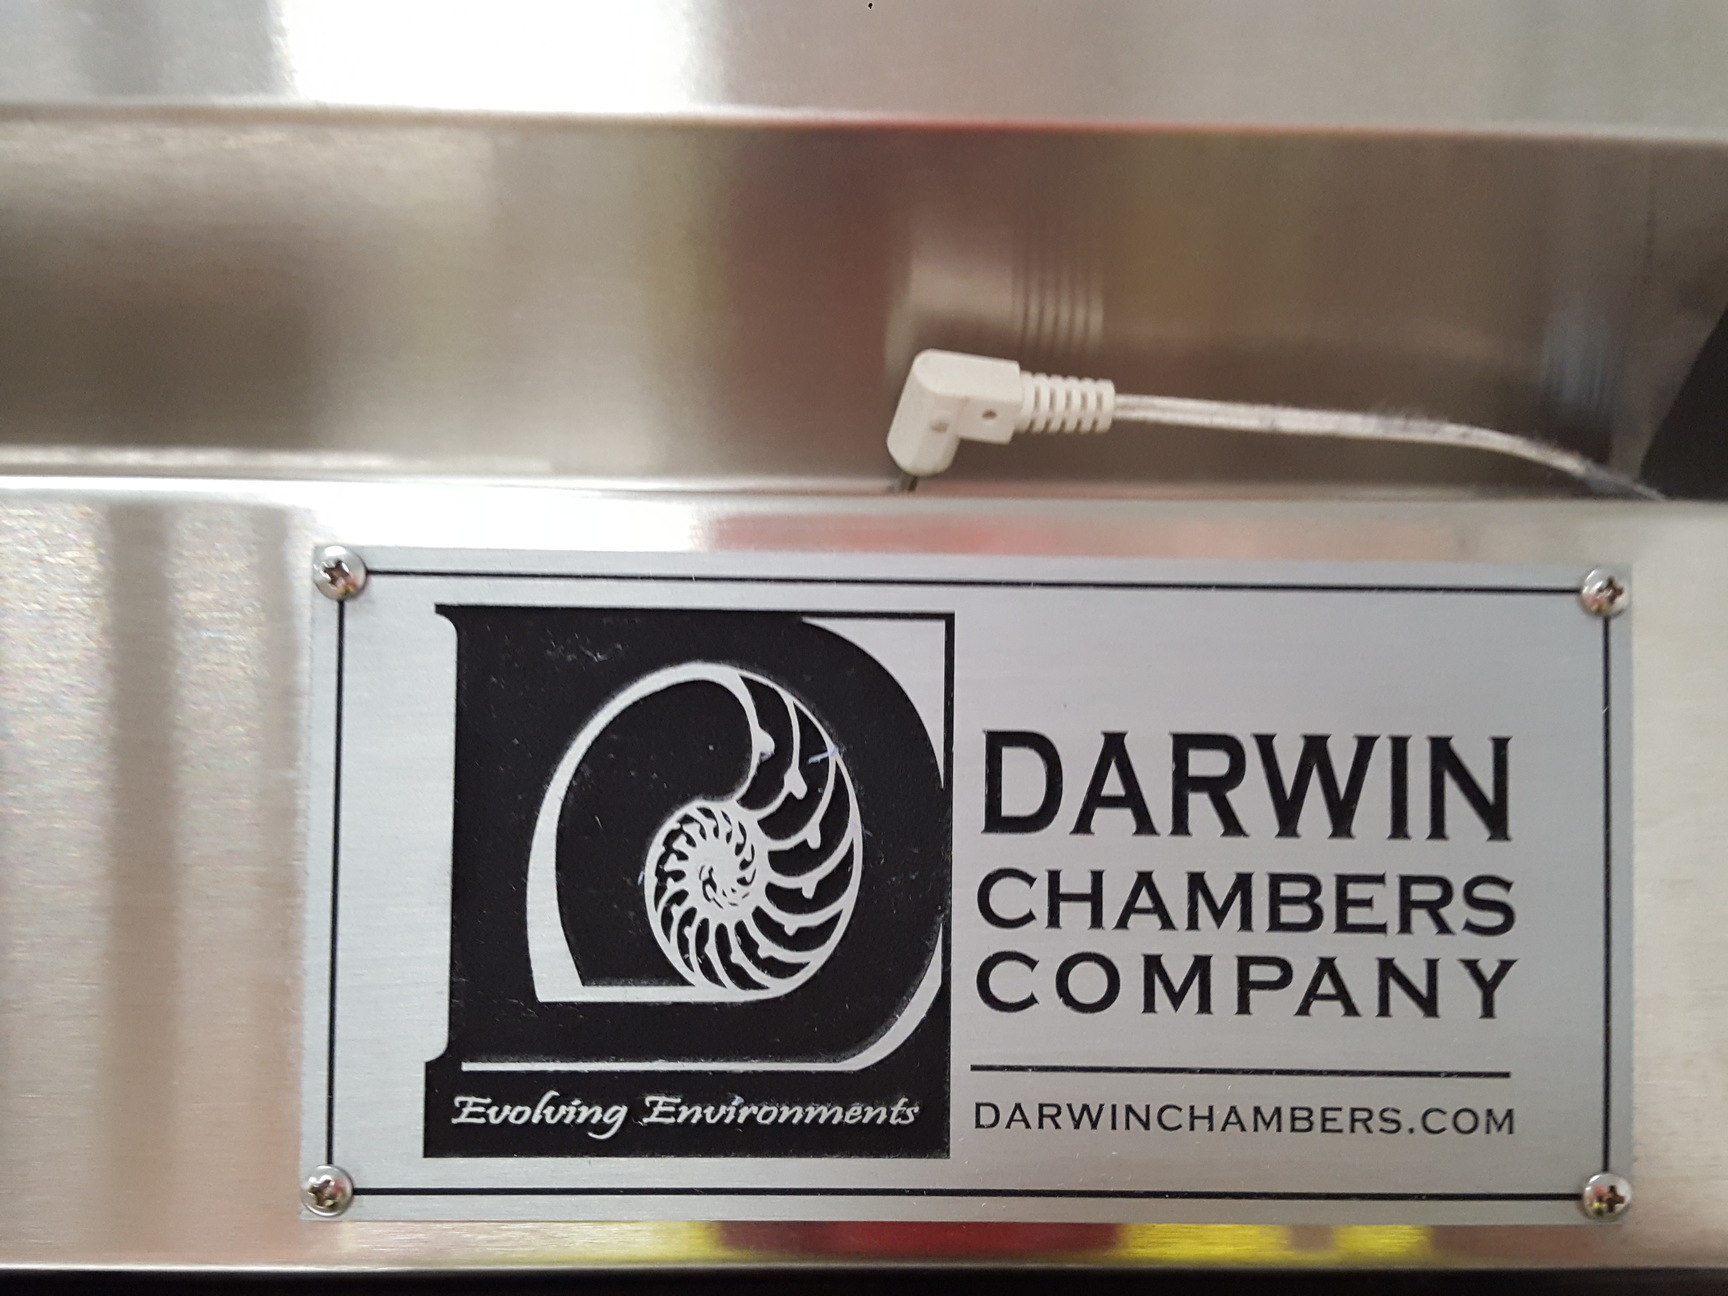 DARWIN
CHAMBERS
COMPANY
Evolving Environments
DARWINCHAMBERS.COM